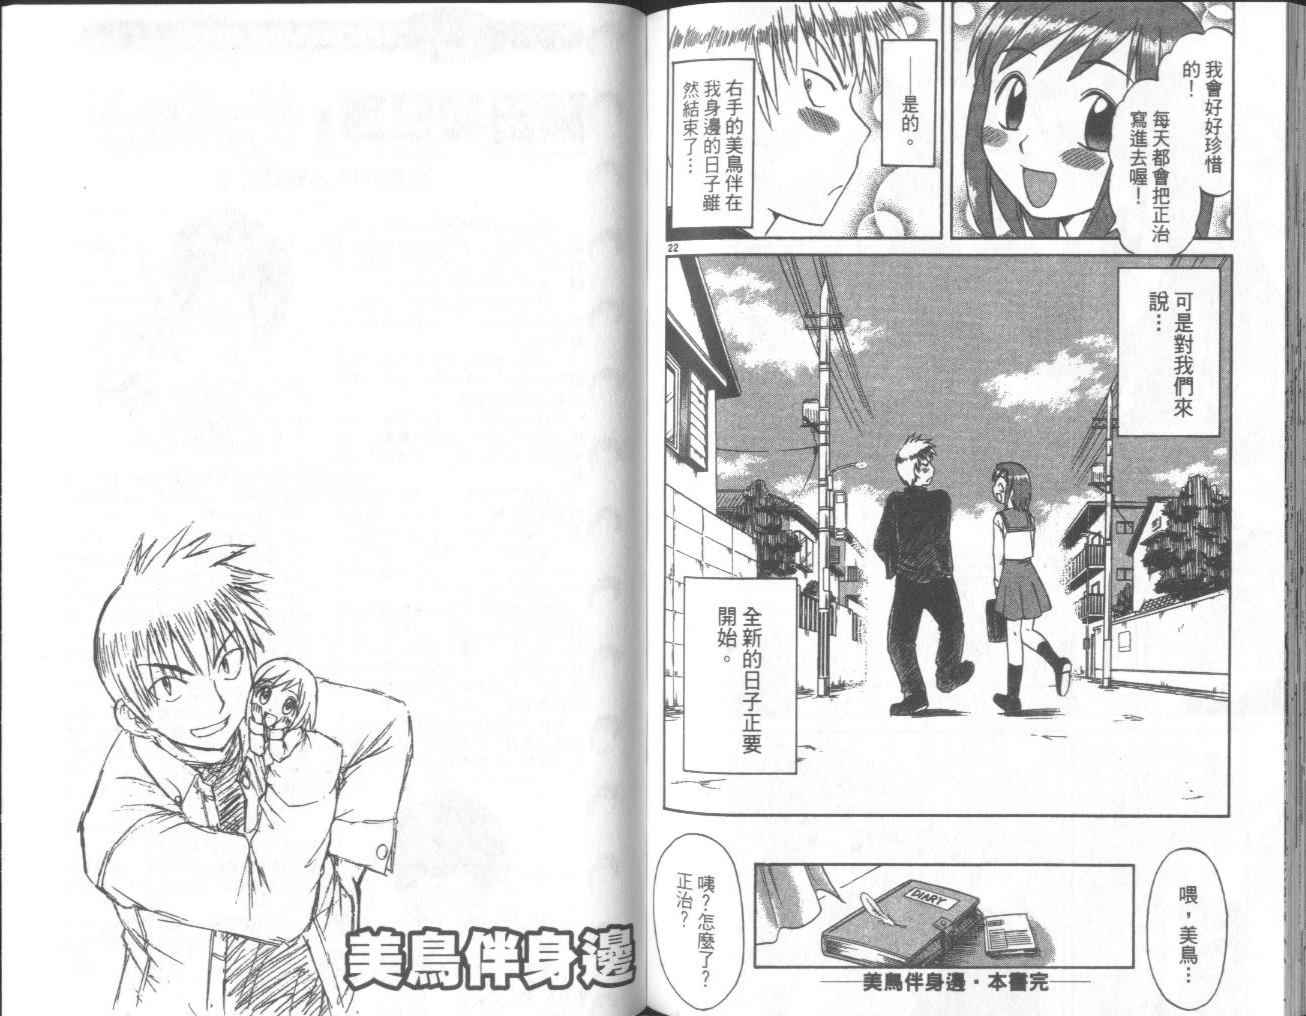 我會好好珍惜
的！
每天都會把正治
寫進去喔！
──是的。
右手的美鳥伴在
我身邊的日子雖
然結束了…
22
可是對我們來
說…
全新的日子正要
開始。
喂，美鳥…
DIARY
咦？怎麼了？
正治？
美鳥伴身邊・本書完
美鳥伴身邊